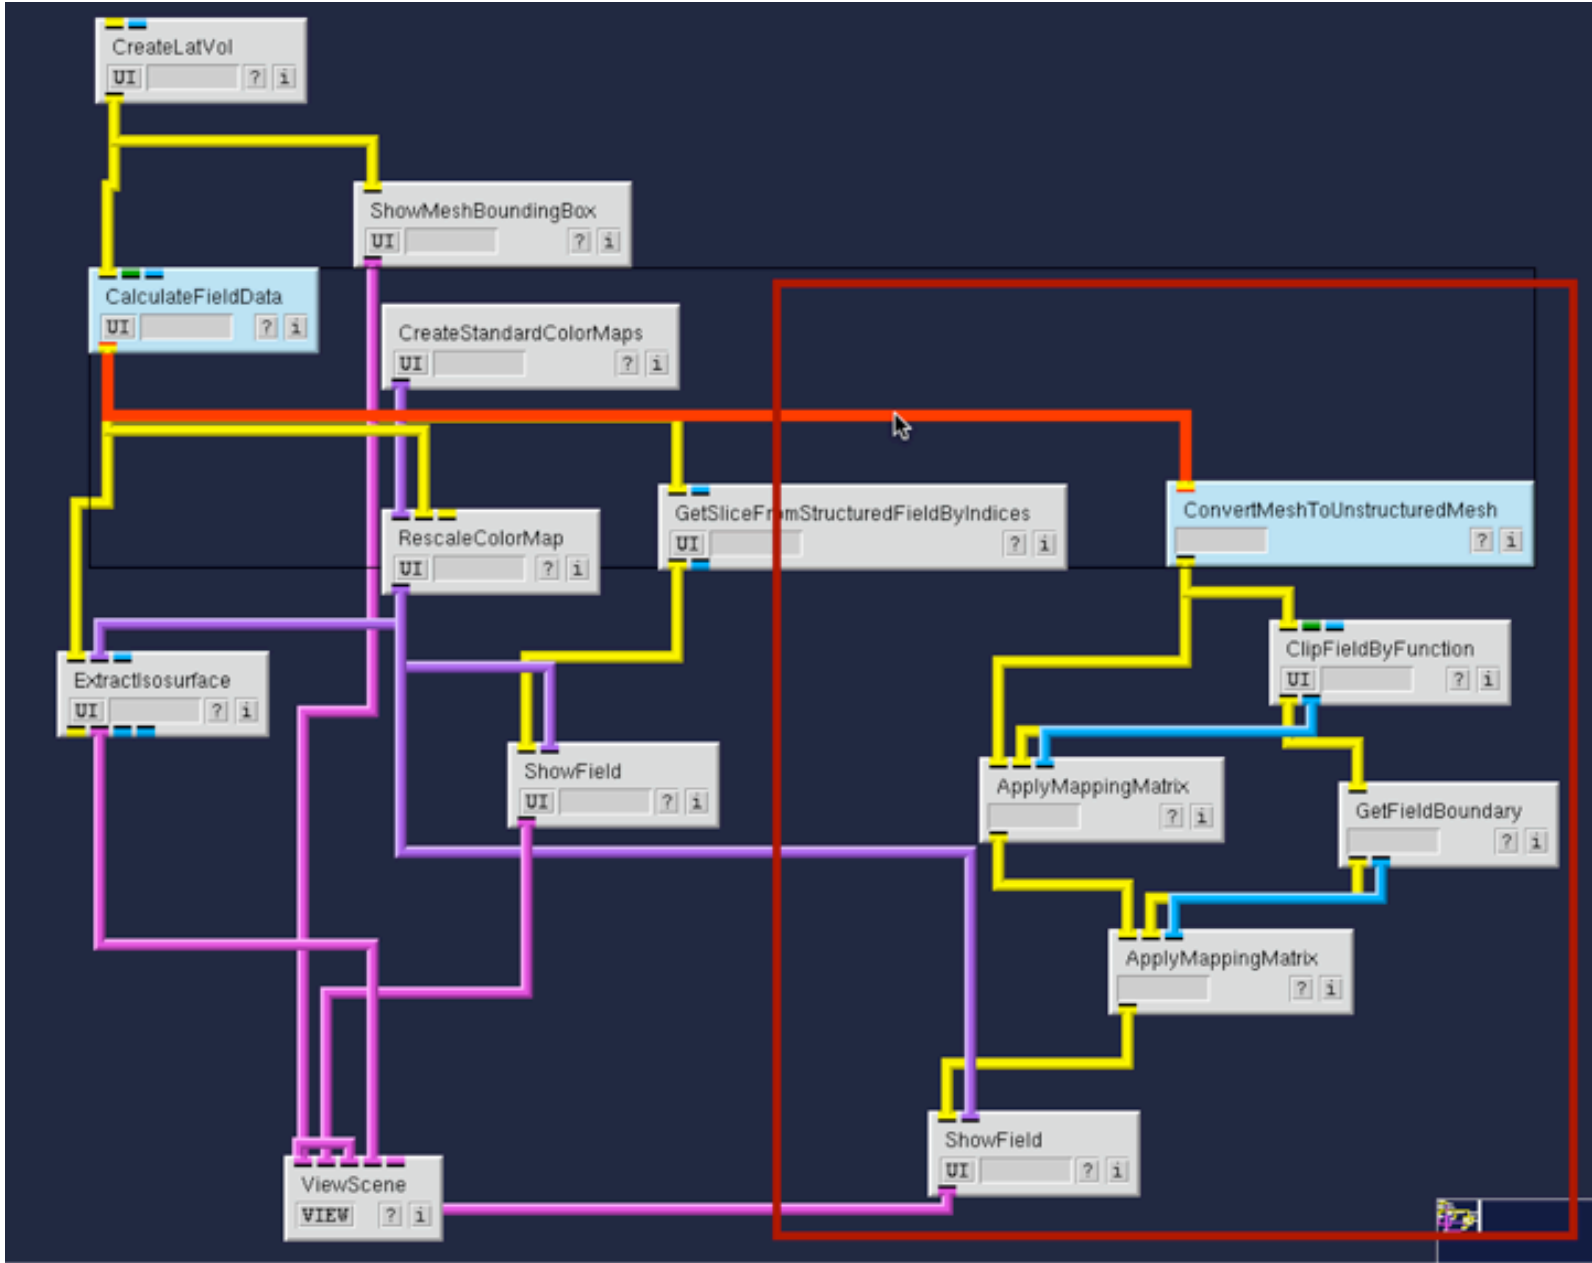 CreateLatVol
UI ? i
ShowMeshBoundingBox
UI ? i
CalculateFieldData
UI ? i
CreateStandardColorMaps
UI ? i
GetSliceFromStructuredFieldByIndices
UI ? i
ConvertMeshToUnstructuredMesh
? i
RescaleColorMap
UI ? i
ClipFieldByFunction
UI ? i
ExtractIsosurface
UI ? i
ShowField
UI ? i
ApplyMappingMatrix
? i
GetFieldBoundary
? i
ApplyMappingMatrix
? i
ShowField
UI ? i
ViewScene
VIEW ? i